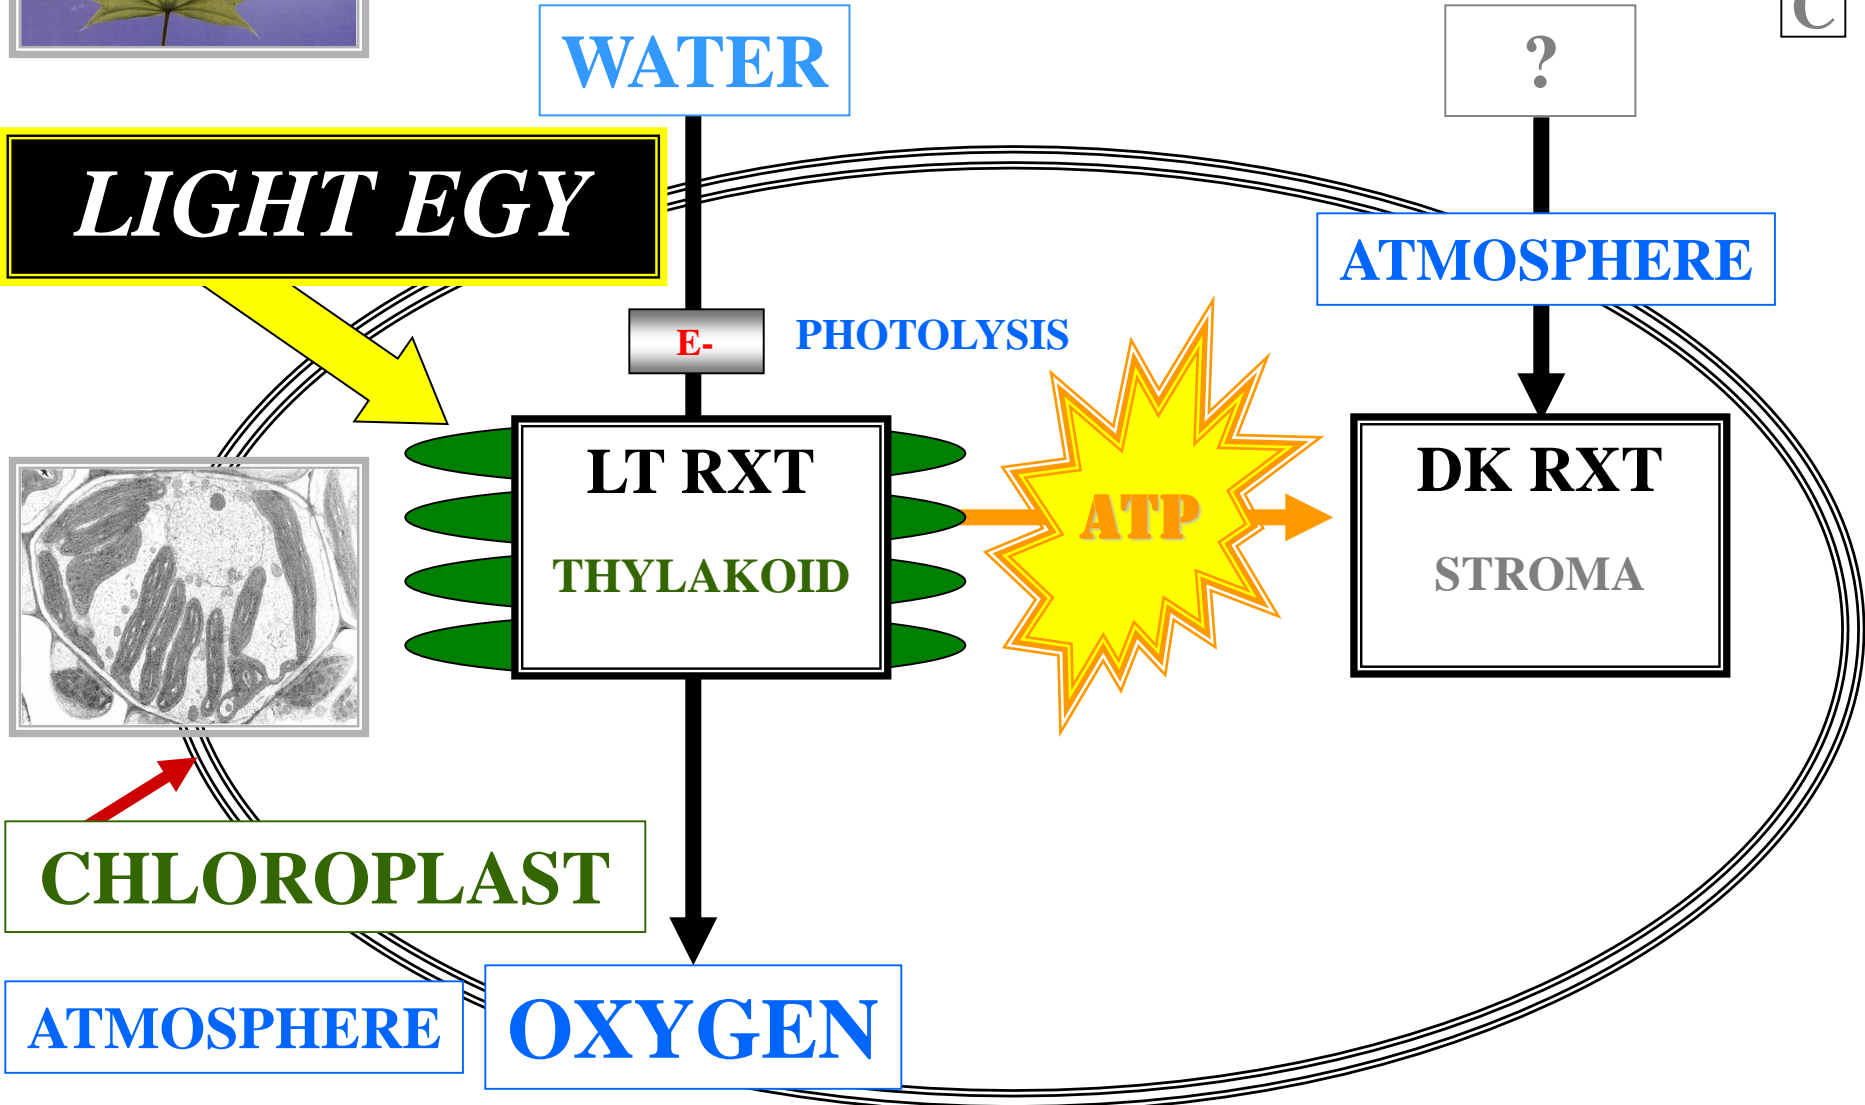 C
WATER
?
LIGHT EGY
ATMOSPHERE
E-
PHOTOLYSIS
LT RXT
THYLAKOID
ATP
DK RXT
STROMA
CHLOROPLAST
ATMOSPHERE
OXYGEN